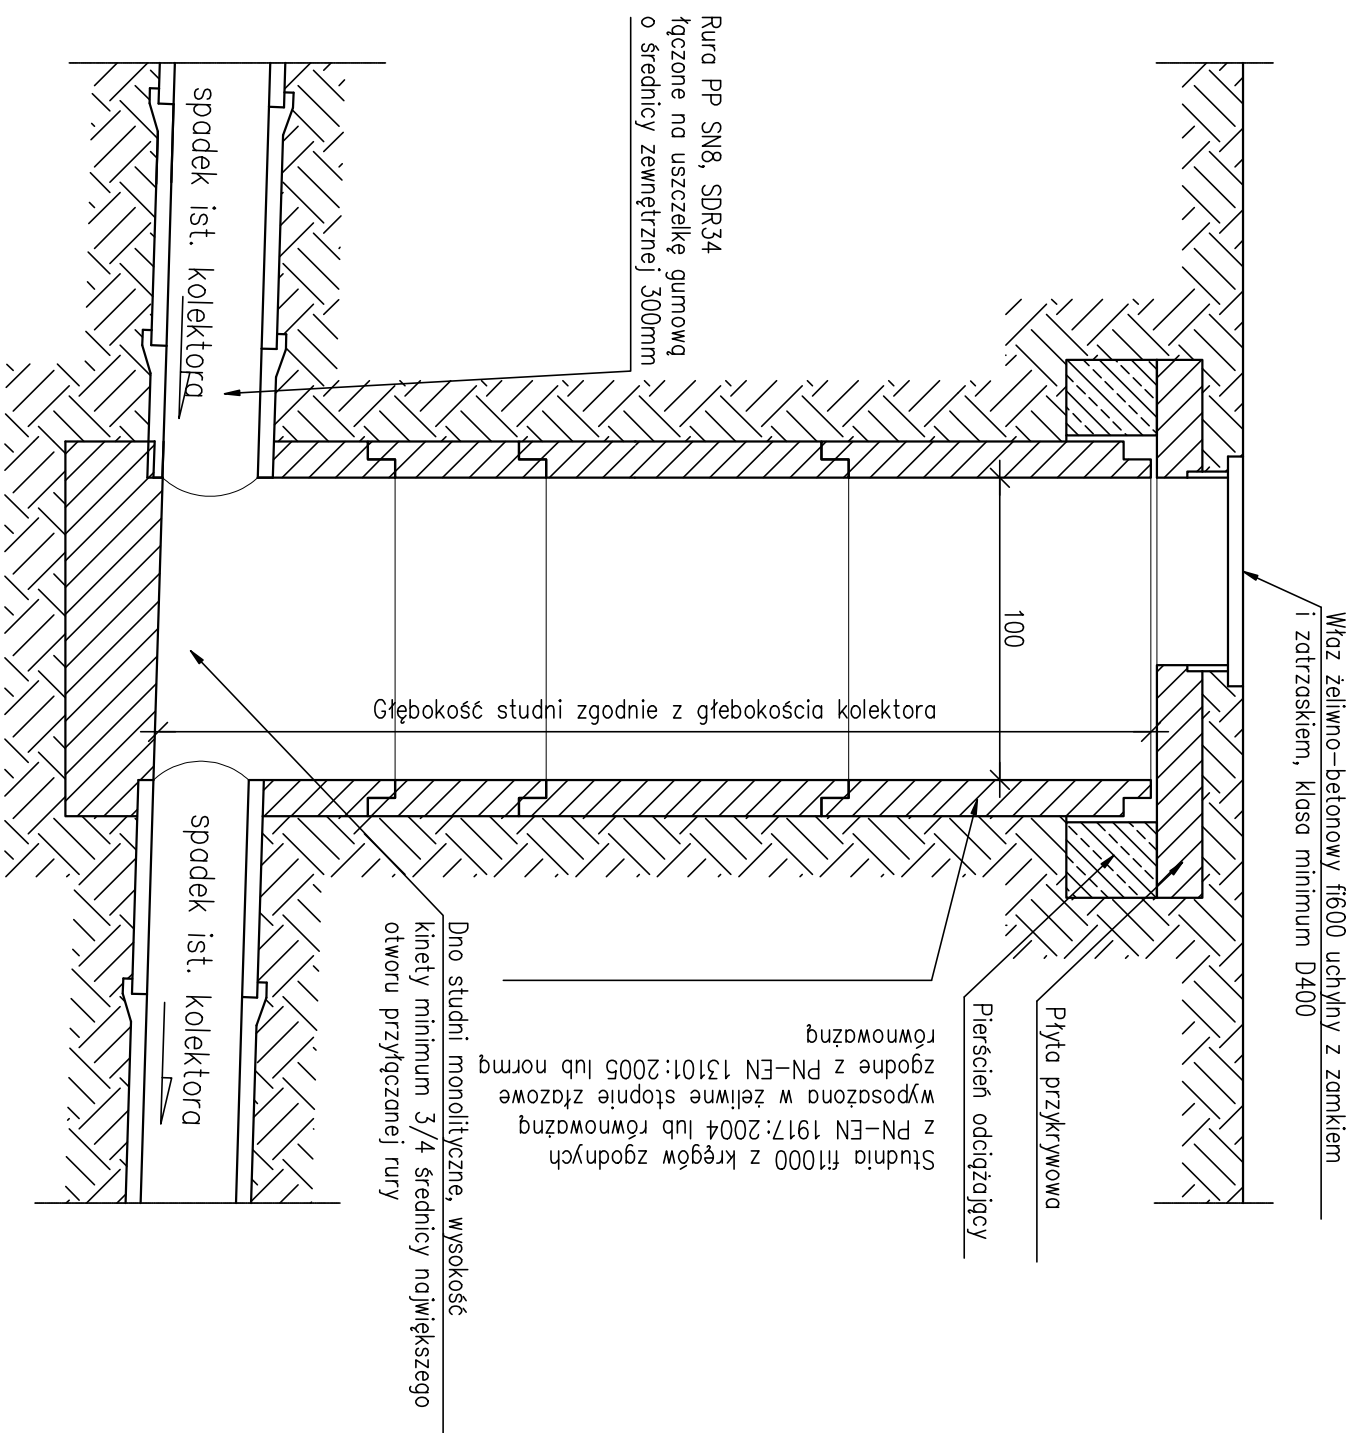 Właz żeliwno-betonowy fi600 uchylny z zamkiem
i zatrzaskiem, klasa minimum D400
Płyta przykrywowa
Pierścień odciążający
Studnia fi1000 z kręgów zgodnych
z PN-EN 1917:2004 lub równoważną
wyposażona w żeliwne stopnie złazowe
zgodne z PN-EN 13101:2005 lub normą
równoważną
100
Głębokość studni zgodnie z głebokościa kolektora
Rura PP SN8, SDR34
łączone na uszczelkę gumową
o średnicy zewnętrznej 300mm
Dno studni monolityczne, wysokość
kinety minimum 3/4 średnicy największego
otworu przyłączanej rury
spadek ist. kolektora
spadek ist. kolektora